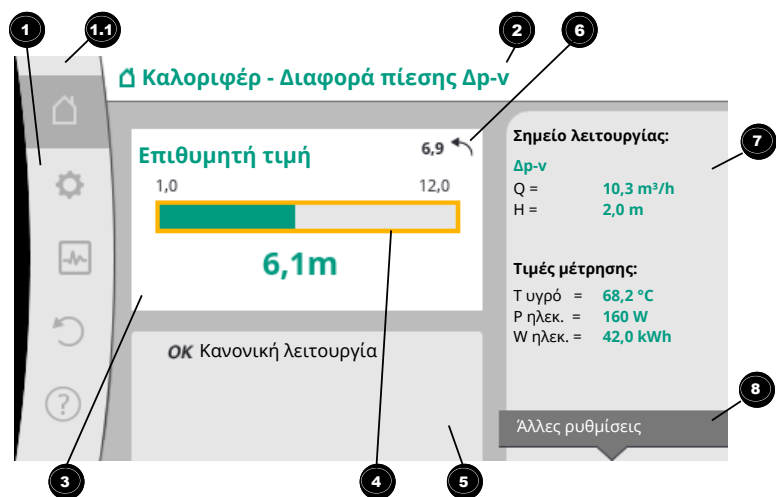 1
1.1
2
6
Καλοριφέρ - Διαφορά πίεσης Δp-v
Επιθυμητή τιμή
6,9
1,0
12,0
6,1m
OK Κανονική λειτουργία
Σημείο λειτουργίας:
7
Δp-v
Q = 10,3 m³/h
H = 2,0 m
Τιμές μέτρησης:
T υγρό = 68,2 °C
P ηλεκ. = 160 W
W ηλεκ. = 42,0 kWh
8
Άλλες ρυθμίσεις
?
3
4
5